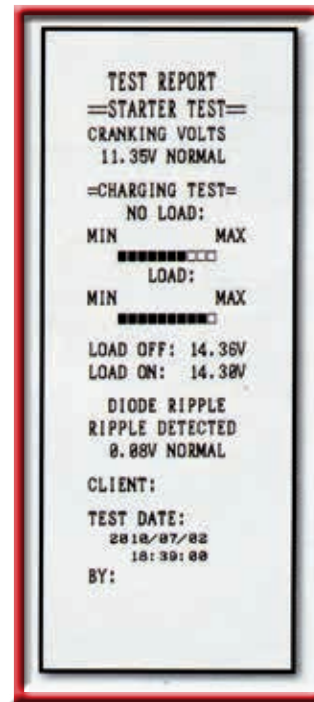 TEST REPORT
==STARTER TEST==
CRANKING VOLTS
11.35V NORMAL
=CHARGING TEST=
NO LOAD:
MIN MAX
LOAD:
MIN MAX
LOAD OFF: 14.36V
LOAD ON: 14.30V
DIODE RIPPLE
RIPPLE DETECTED
0.08V NORMAL
CLIENT:
TEST DATE:
2010/07/02
18:39:00
BY: